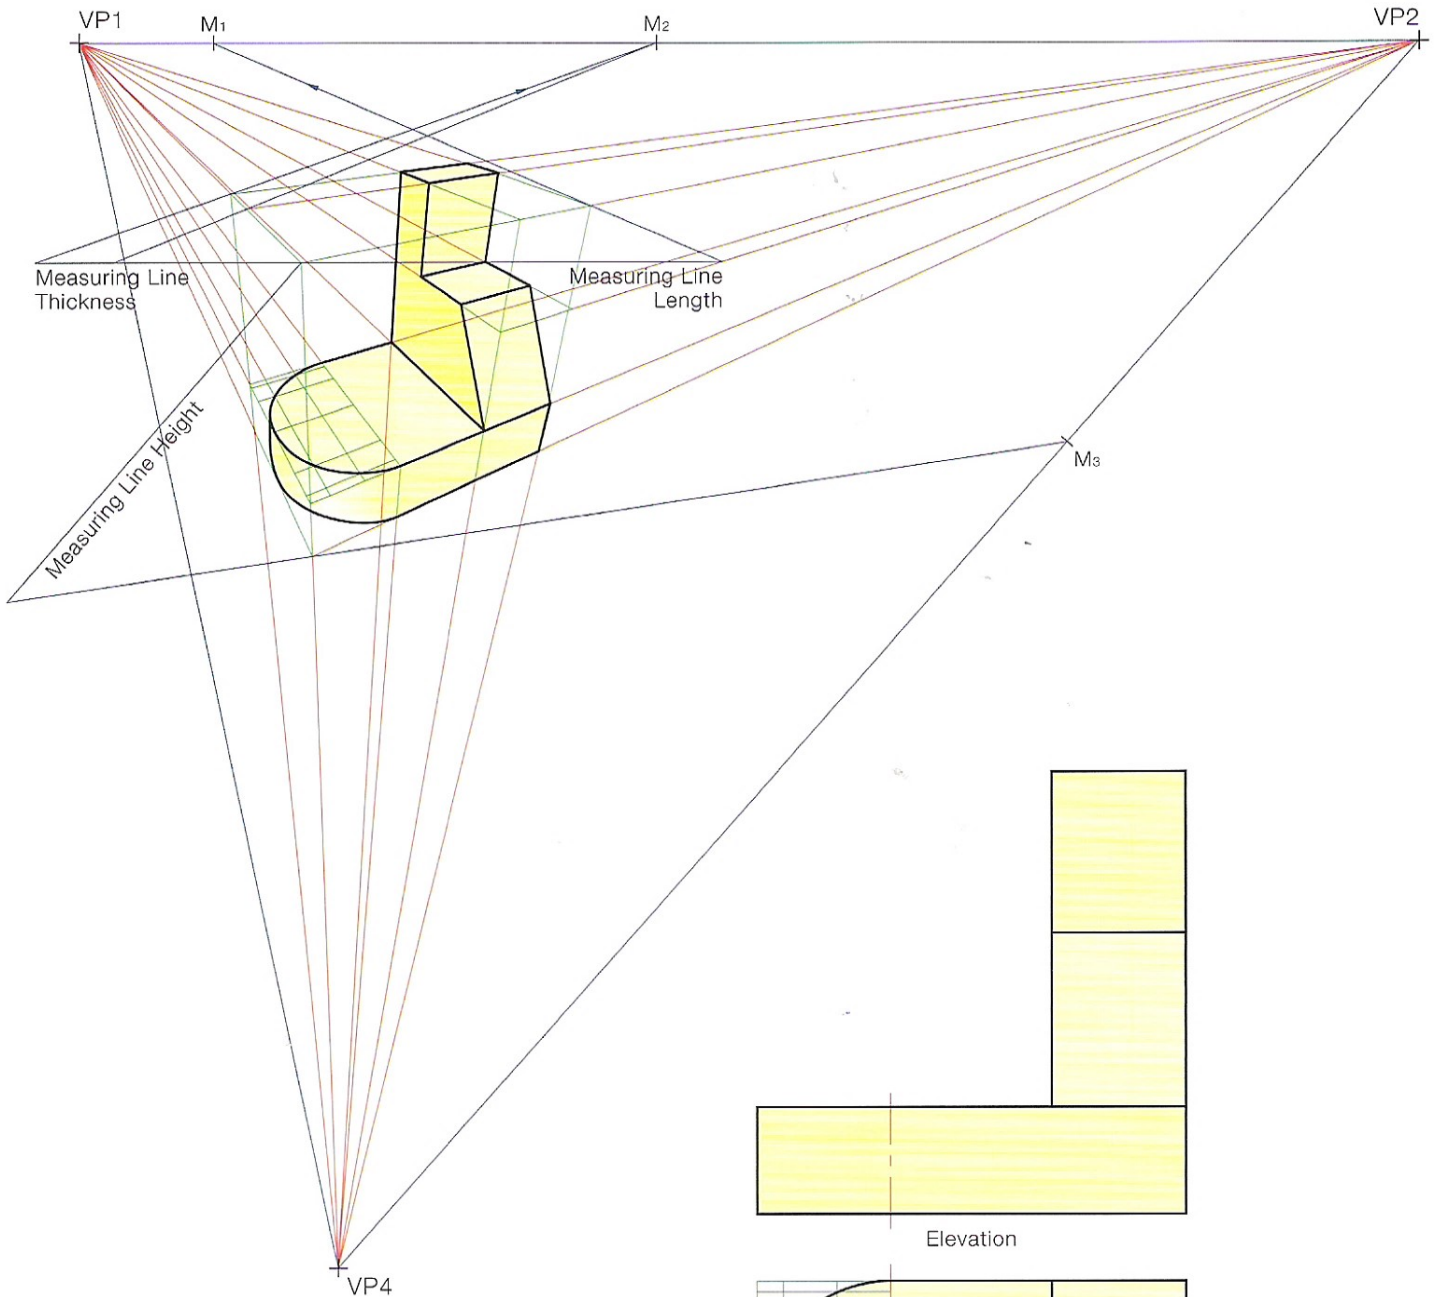 VP1
M1
M2
VP2
Measuring Line
Thickness
Measuring Line
Length
Measuring Line Height
M3
Elevation
VP4